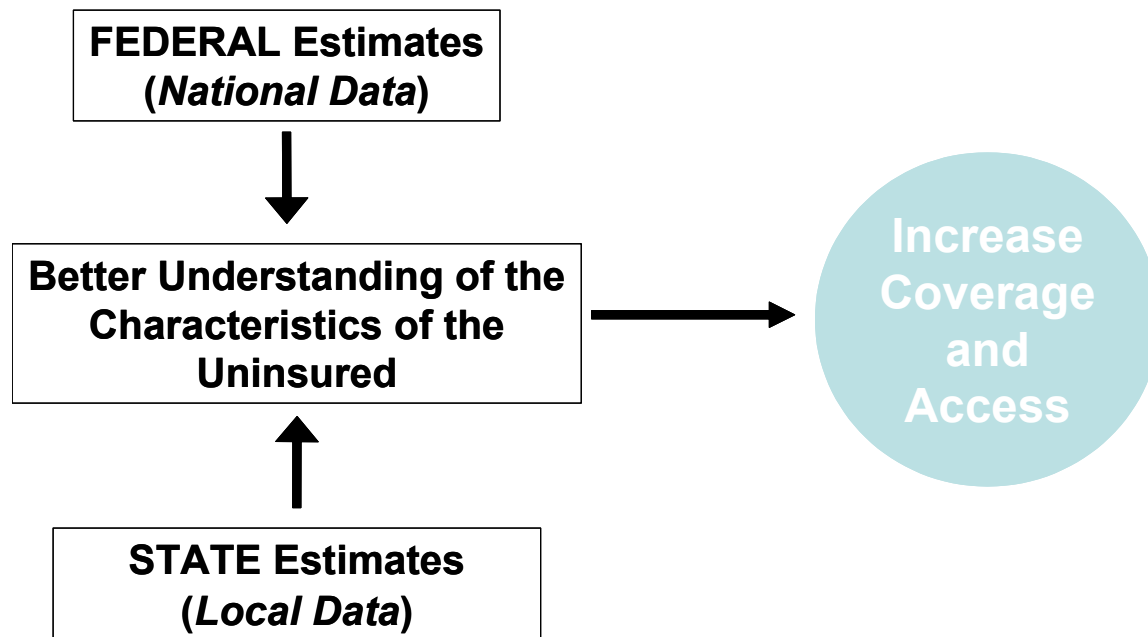 FEDERAL Estimates
(National Data)
Better Understanding of the
Characteristics of the
Uninsured
Increase
Coverage
and
Access
STATE Estimates
(Local Data)